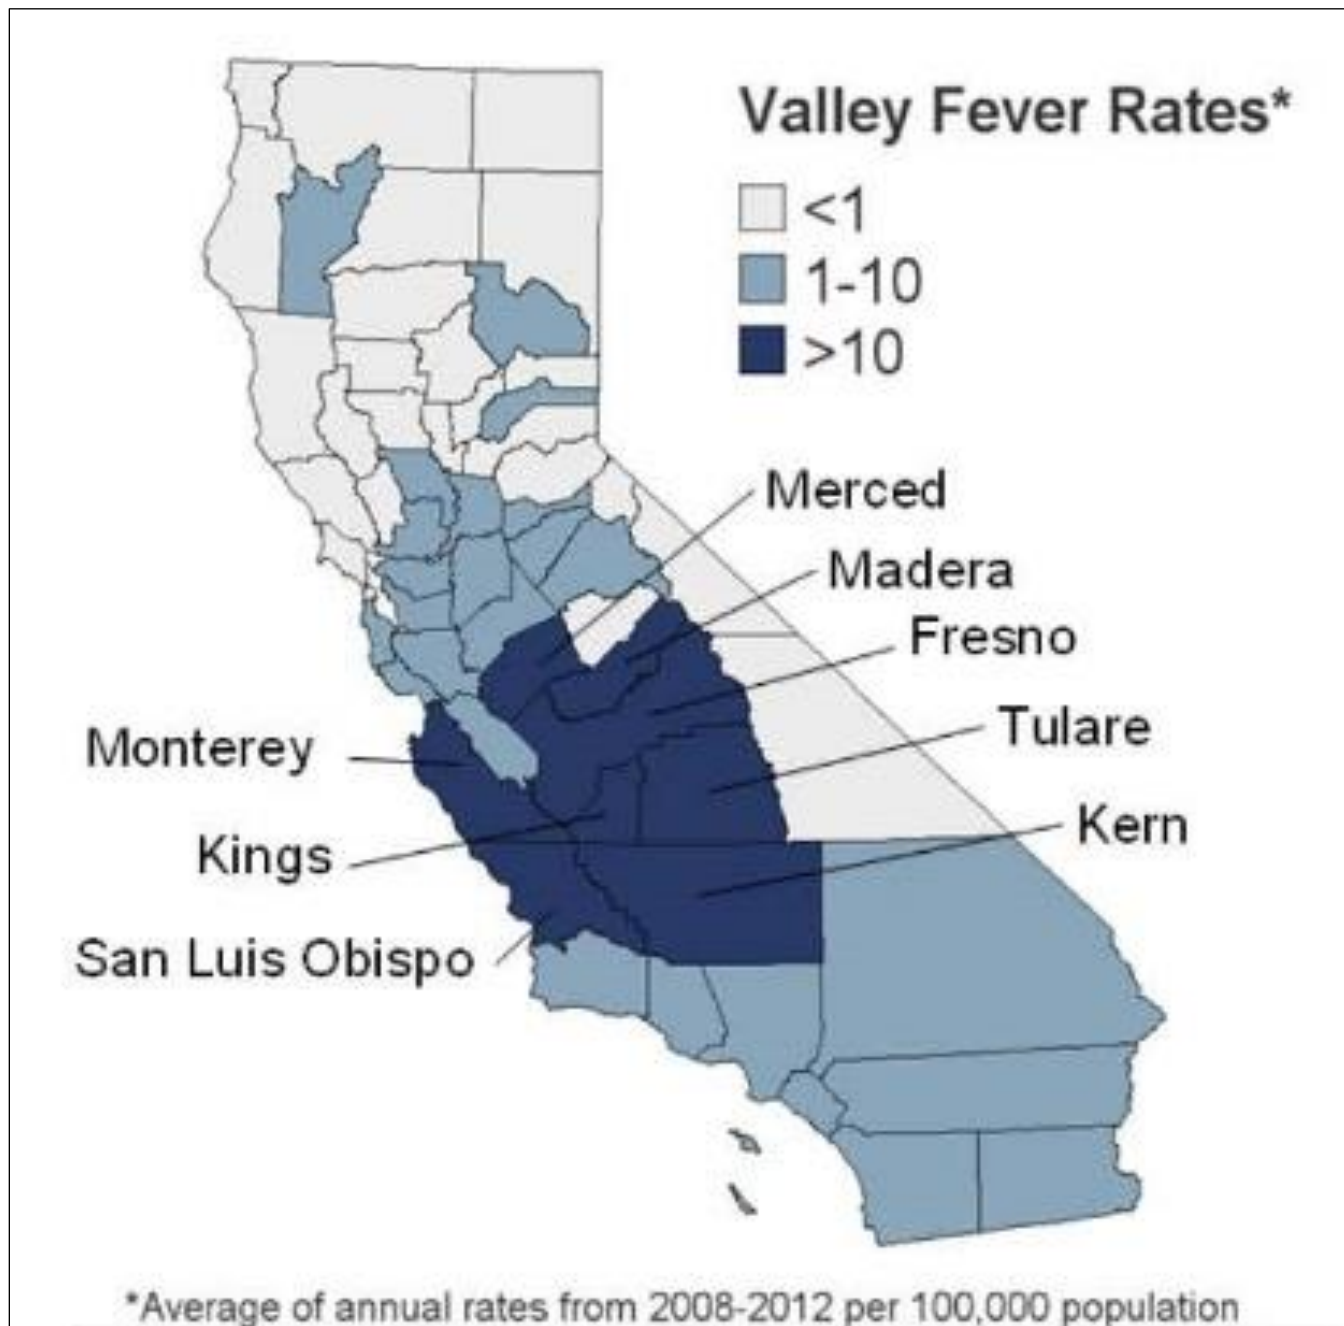 Valley Fever Rates*
<1
1-10
>10
Merced
Madera
Fresno
Tulare
Kern
Monterey
Kings
San Luis Obispo
*Average of annual rates from 2008-2012 per 100,000 population